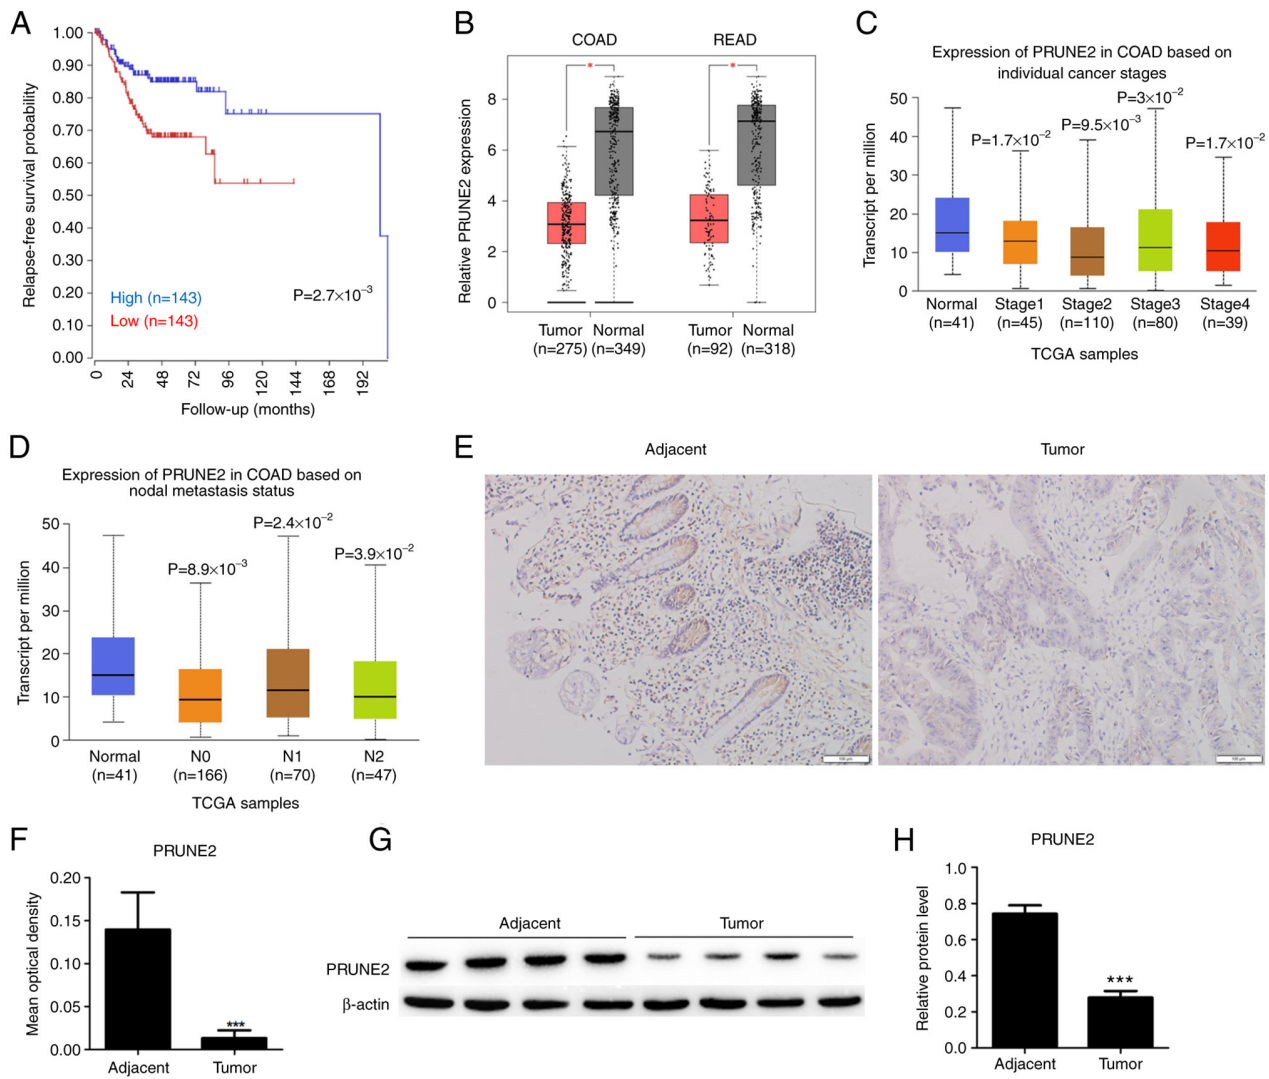 A
1.00
0.90
0.80
0.70
0.60
0.50
0.40
0.30
0.20
0.10
0.00
Relapse-free survival probability
High (n=143)
Low (n=143)
P=2.7×10⁻³
0 24 48 72 96 120 144 168 192
Follow-up (months)
B
COAD READ
* *
8
6
4
2
0
Relative PRUNE2 expression
Tumor Normal Tumor Normal
(n=275) (n=349) (n=92) (n=318)
C
Expression of PRUNE2 in COAD based on
individual cancer stages
50
40
30
20
10
0
Transcript per million
P=1.7×10⁻²
P=9.5×10⁻³
P=3×10⁻²
P=1.7×10⁻²
Normal Stage1 Stage2 Stage3 Stage4
(n=41) (n=45) (n=110) (n=80) (n=39)
TCGA samples
D
Expression of PRUNE2 in COAD based on
nodal metastasis status
50
40
30
20
10
0
Transcript per million
P=8.9×10⁻³
P=2.4×10⁻²
P=3.9×10⁻²
Normal N0 N1 N2
(n=41) (n=166) (n=70) (n=47)
TCGA samples
E
Adjacent Tumor
100 μm 100 μm
F
PRUNE2
0.20
0.15
0.10
0.05
0.00
Mean optical density
***
Adjacent Tumor
G
Adjacent Tumor
PRUNE2
β-actin
H
PRUNE2
1.0
0.8
0.6
0.4
0.2
0.0
Relative protein level
***
Adjacent Tumor